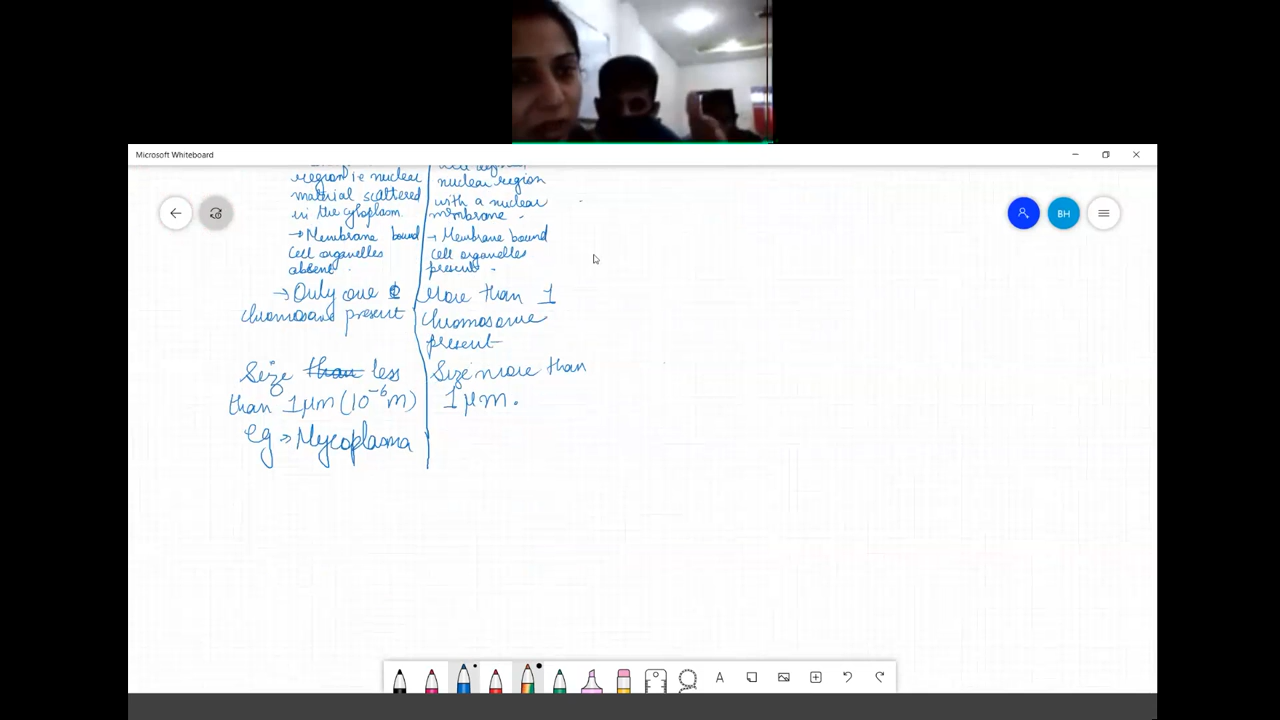 Microsoft Whiteboard
BH
region i.e nuclear
material scattered
in the cytoplasm.
→ Membrane bound
cell organelles
absent.
→ Only one
chromosome present
Size than less
than 1μm (10⁻⁶m)
eg → Mycoplasma
nuclear region
with a nuclear
membrane.
→ Membrane bound
cell organelles
present.
More than 1
chromosome
present
Size more than
1μm.
A